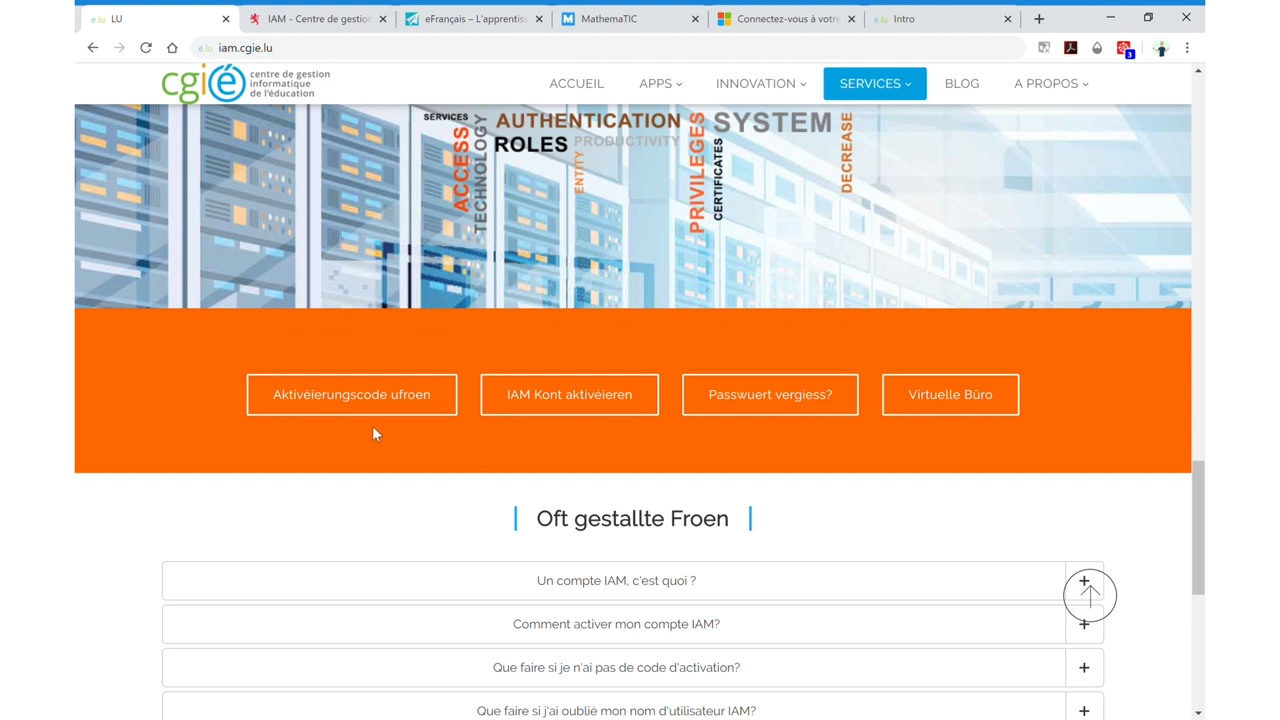 e.lu LU
IAM - Centre de gestion
eFrançais – L'apprentiss
MathemaTIC
Connectez-vous à votre
e.lu Intro
e.lu iam.cgie.lu
3
cgié centre de gestion
informatique
de l'éducation
ACCUEIL APPS INNOVATION SERVICES BLOG A PROPOS
SERVICES
ACCESS
TECHNOLOGY
AUTHENTICATION
ROLES
PRODUCTIVITY
ENTITY
PRIVILEGES
SYSTEM
CERTIFICATES
DECREASE
Aktivéierungscode ufroen
IAM Kont aktivéieren
Passwuert vergiess?
Virtuelle Büro
Oft gestallte Froen
Un compte IAM, c'est quoi ?
Comment activer mon compte IAM?
Que faire si je n'ai pas de code d'activation?
Que faire si j'ai oublié mon nom d'utilisateur IAM?